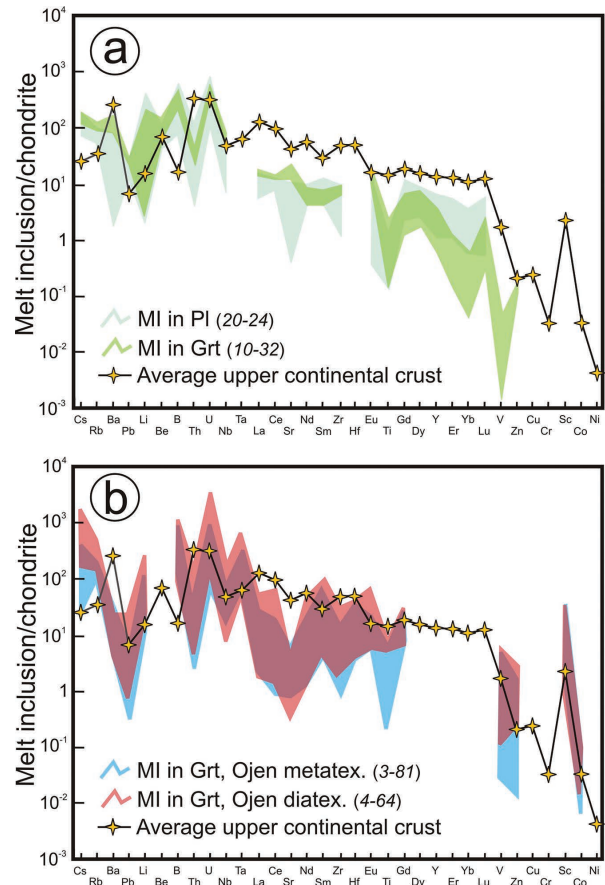 10⁴
a
10³
10²
10
1
10⁻¹
10⁻²
10⁻³
Melt inclusion/chondrite
MI in Pl (20-24)
MI in Grt (10-32)
Average upper continental crust
Cs Ba Li B U Ta Ce Nd Zr Eu Gd Y Yb V Cu Sc Ni
Rb Pb Be Th Nb La Sr Sm Hf Ti Dy Er Lu Zn Cr Co
10⁴
b
10³
10²
10
1
10⁻¹
10⁻²
10⁻³
Melt inclusion/chondrite
MI in Grt, Ojen metatex. (3-81)
MI in Grt, Ojen diatex. (4-64)
Average upper continental crust
Cs Ba Li B U Ta Ce Nd Zr Eu Gd Y Yb V Cu Sc Ni
Rb Pb Be Th Nb La Sr Sm Hf Ti Dy Er Lu Zn Cr Co